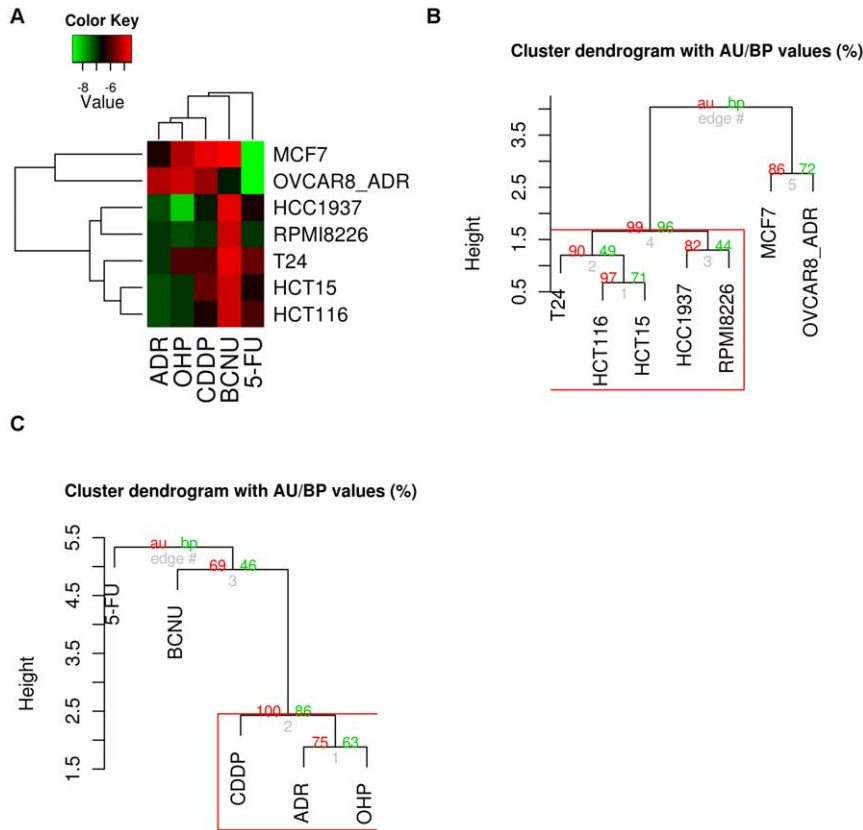 A
Color Key
-8 -6
Value
MCF7
OVCAR8_ADR
HCC1937
RPMI8226
T24
HCT15
HCT116
ADR
OHP
CDDP
BCNU
5-FU
B
Cluster dendrogram with AU/BP values (%)
Height
0.5 1.5 2.5 3.5
au bp
edge #
86 72
5
99 96
4
90 49
2
82 44
3
97 71
1
T24
HCT116
HCT15
HCC1937
RPMI8226
MCF7
OVCAR8_ADR
C
Cluster dendrogram with AU/BP values (%)
Height
1.5 2.5 3.5 4.5 5.5
au bp
edge #
69 46
3
100 86
2
75 63
1
5-FU
BCNU
CDDP
ADR
OHP